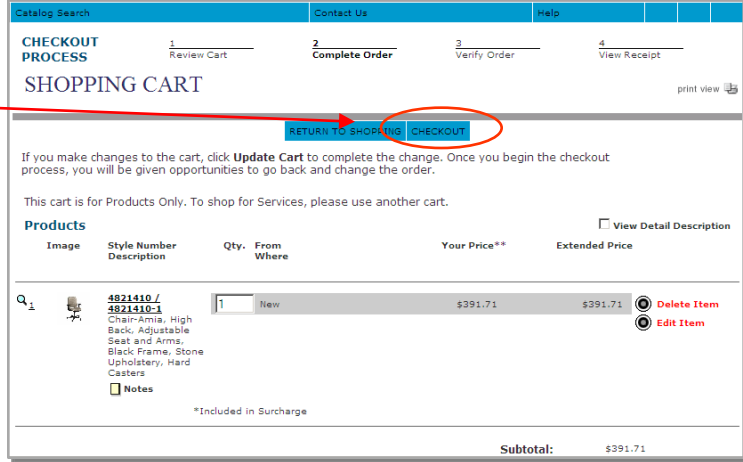 Catalog Search Contact Us Help
CHECKOUT PROCESS
1 Review Cart
2 Complete Order
3 Verify Order
4 View Receipt
SHOPPING CART
print view
RETURN TO SHOPPING CHECKOUT
If you make changes to the cart, click Update Cart to complete the change. Once you begin the checkout
process, you will be given opportunities to go back and change the order.
This cart is for Products Only. To shop for Services, please use another cart.
Products View Detail Description
Image Style Number Qty. From Your Price** Extended Price
Description Where
1 4821410 / 1 New $391.71 $391.71 Delete Item
4821410-1
Edit Item
Chair-Amia, High
Back, Adjustable
Seat and Arms,
Black Frame, Stone
Upholstery, Hard
Casters
Notes
*Included in Surcharge
Subtotal: $391.71